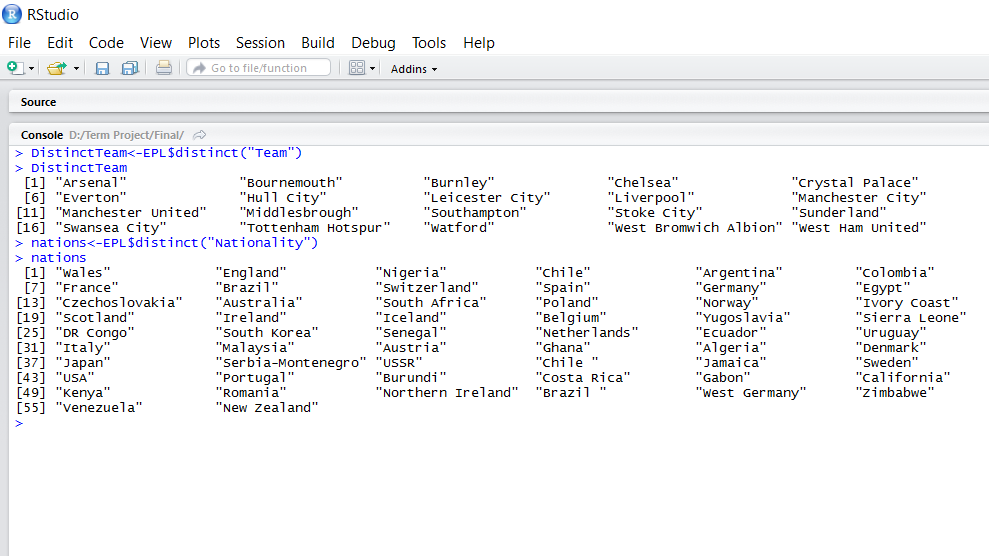 RStudio
File Edit Code View Plots Session Build Debug Tools Help
Go to file/function Addins
Source
Console D:/Term Project/Final/
> DistinctTeam<-EPL$distinct("Team")
> DistinctTeam
[1] "Arsenal" "Bournemouth" "Burnley" "Chelsea" "Crystal Palace"
[6] "Everton" "Hull City" "Leicester City" "Liverpool" "Manchester City"
[11] "Manchester United" "Middlesbrough" "Southampton" "Stoke City" "Sunderland"
[16] "Swansea City" "Tottenham Hotspur" "Watford" "West Bromwich Albion" "West Ham United"
> nations<-EPL$distinct("Nationality")
> nations
[1] "Wales" "England" "Nigeria" "Chile" "Argentina" "Colombia"
[7] "France" "Brazil" "Switzerland" "Spain" "Germany" "Egypt"
[13] "Czechoslovakia" "Australia" "South Africa" "Poland" "Norway" "Ivory Coast"
[19] "Scotland" "Ireland" "Iceland" "Belgium" "Yugoslavia" "Sierra Leone"
[25] "DR Congo" "South Korea" "Senegal" "Netherlands" "Ecuador" "Uruguay"
[31] "Italy" "Malaysia" "Austria" "Ghana" "Algeria" "Denmark"
[37] "Japan" "Serbia-Montenegro" "USSR" "Chile " "Jamaica" "Sweden"
[43] "USA" "Portugal" "Burundi" "Costa Rica" "Gabon" "California"
[49] "Kenya" "Romania" "Northern Ireland" "Brazil " "West Germany" "Zimbabwe"
[55] "Venezuela" "New Zealand"
>